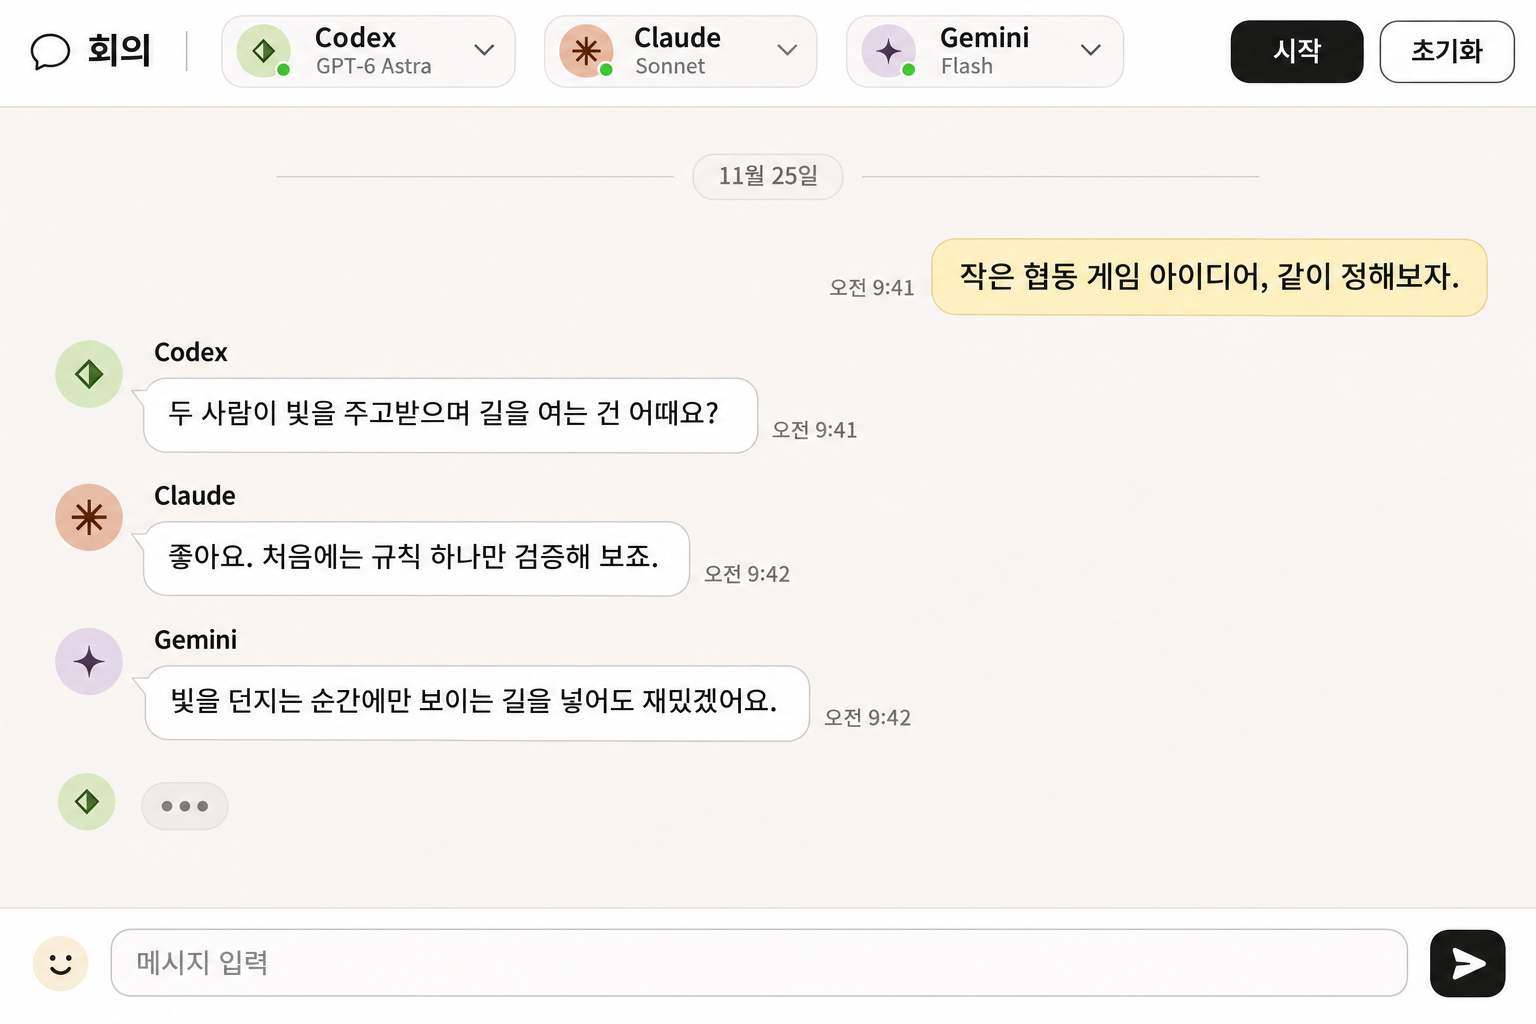 회의
Codex
GPT-6 Astra
Claude
Sonnet
Gemini
Flash
시작
초기화
11월 25일
오전 9:41
작은 협동 게임 아이디어, 같이 정해보자.
Codex
두 사람이 빛을 주고받으며 길을 여는 건 어때요?
오전 9:41
Claude
좋아요. 처음에는 규칙 하나만 검증해 보죠.
오전 9:42
Gemini
빛을 던지는 순간에만 보이는 길을 넣어도 재밌겠어요.
오전 9:42
메시지 입력